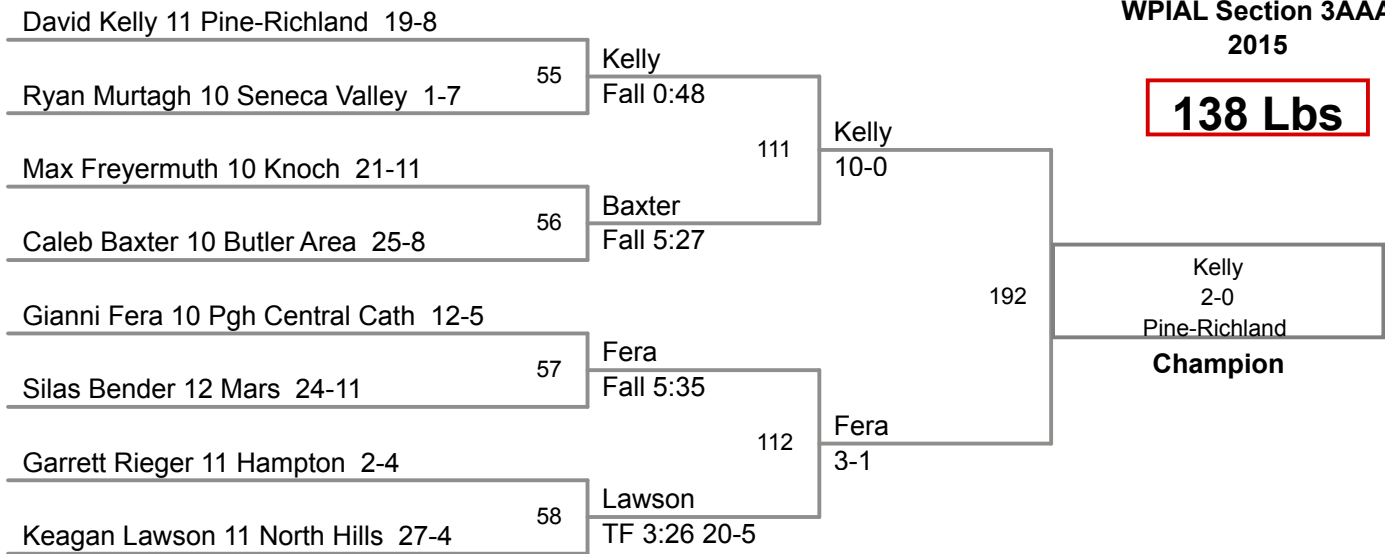 WPIAL Section 3AAA
2015
138 Lbs
David Kelly 11 Pine-Richland 19-8
Ryan Murtagh 10 Seneca Valley 1-7
Max Freyermuth 10 Knoch 21-11
Caleb Baxter 10 Butler Area 25-8
Gianni Fera 10 Pgh Central Cath 12-5
Silas Bender 12 Mars 24-11
Garrett Rieger 11 Hampton 2-4
Keagan Lawson 11 North Hills 27-4
55
Kelly
Fall 0:48
56
Baxter
Fall 5:27
57
Fera
Fall 5:35
58
Lawson
TF 3:26 20-5
111
Kelly
10-0
112
Fera
3-1
192
Kelly
2-0
Pine-Richland
Champion